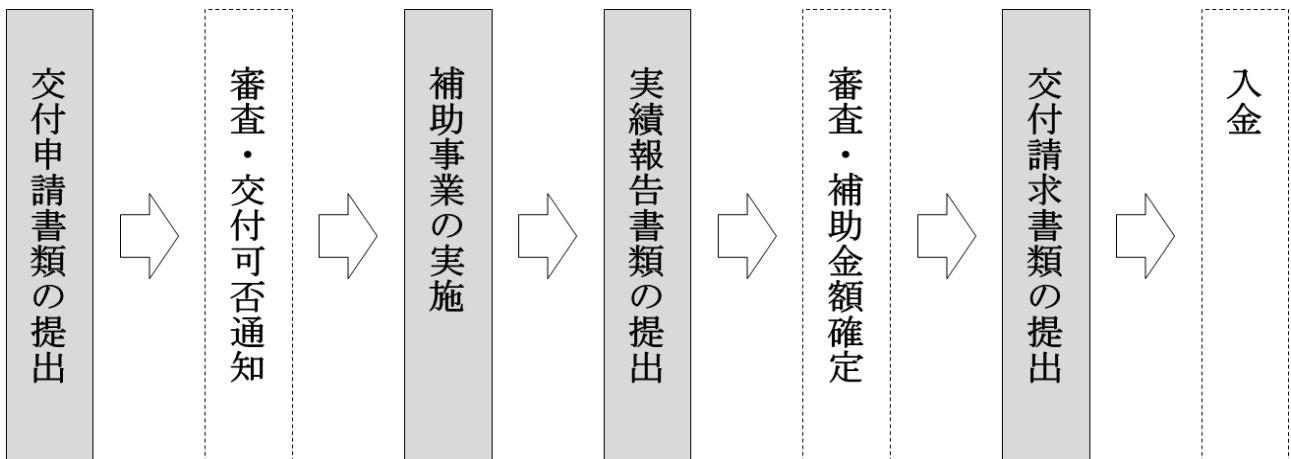 交付申請書類の提出
審査・交付可否通知
補助事業の実施
実績報告書類の提出
審査・補助金額確定
交付請求書類の提出
入金